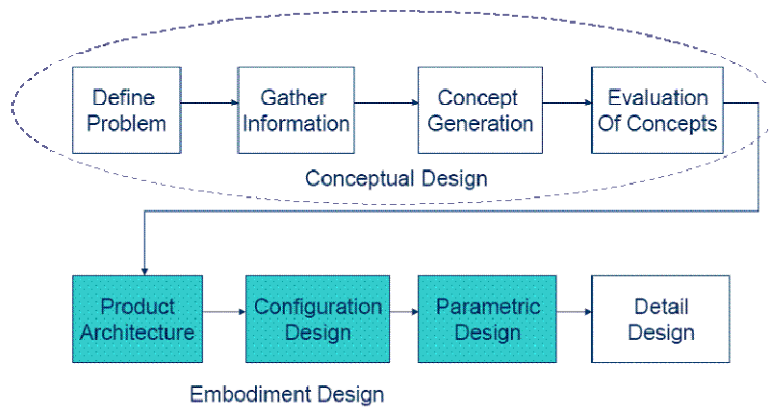 Define
Problem
Gather
Information
Concept
Generation
Evaluation
Of Concepts
Conceptual Design
Product
Architecture
Configuration
Design
Parametric
Design
Detail
Design
Embodiment Design